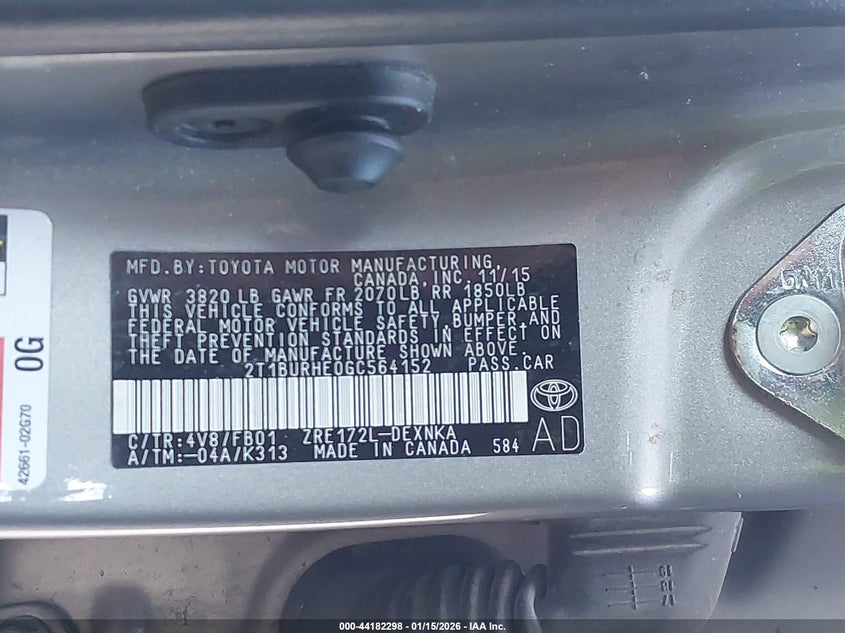 MFD. BY: TOYOTA MOTOR MANUFACTURING,
CANADA, INC. 11/15
GVWR 3820 LB GAWR FR 2070LB RR 1850LB
THIS VEHICLE CONFORMS TO ALL APPLICABLE
FEDERAL MOTOR VEHICLE SAFETY, BUMPER, AND
THEFT PREVENTION STANDARDS IN EFFECT ON
THE DATE OF MANUFACTURE SHOWN ABOVE.
2T1BURHE0GC564152 PASS. CAR
C/TR: 4V8/FB01 ZRE172L-DEXNKA
A/TM: -04A/K313 MADE IN CANADA 584
AD
0G
42661-02G70
000-44182298 - 01/15/2026 - IAA Inc.